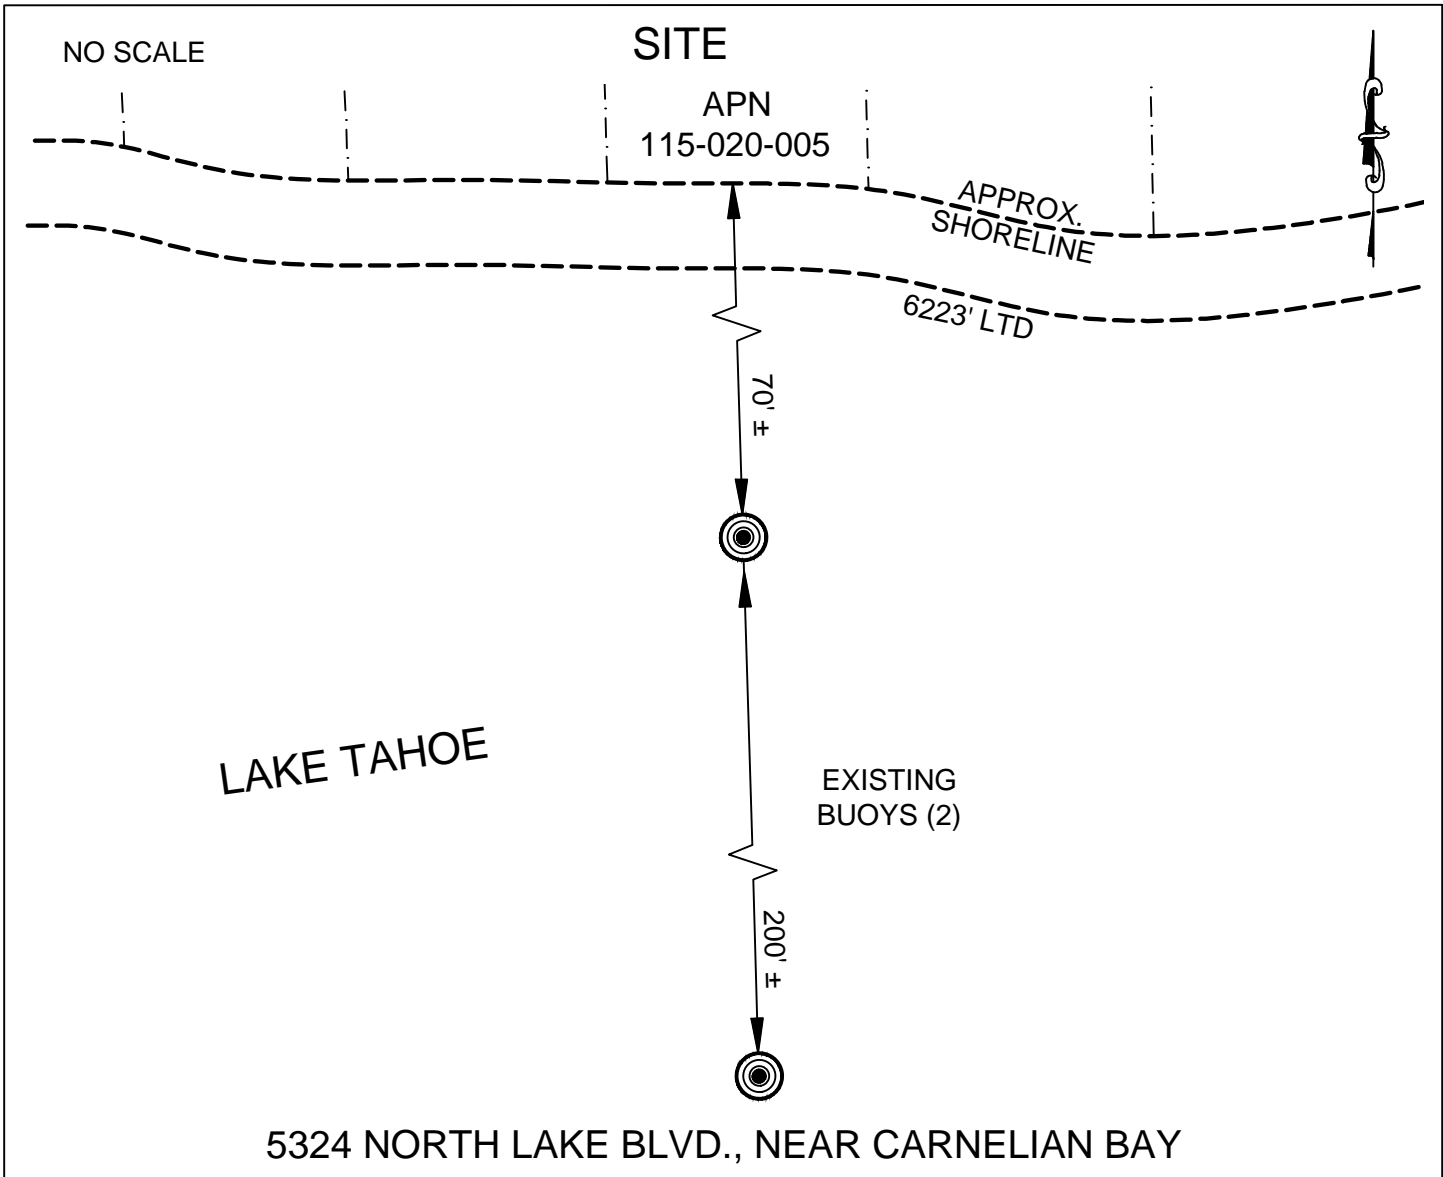 NO SCALE
SITE
APN
115-020-005
APPROX.
SHORELINE
6223' LTD
70' ±
LAKE TAHOE
EXISTING
BUOYS (2)
200' ±
5324 NORTH LAKE BLVD., NEAR CARNELIAN BAY